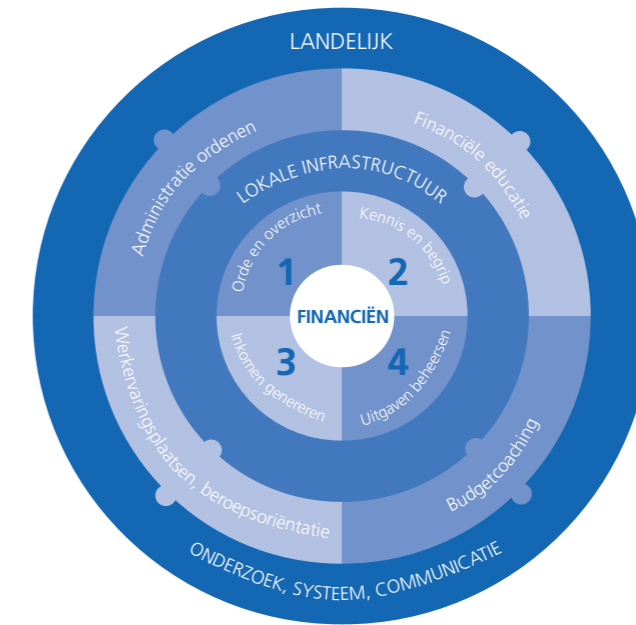 LANDELIJK
Administratie ordenen
Financiële educatie
LOKALE INFRASTRUCTUUR
Orde en overzicht
Kennis en begrip
1
2
FINANCIËN
3
4
Inkomen genereren
Uitgaven beheersen
Werkervaringsplaatsen, beroepsoriëntatie
Budgetcoaching
ONDERZOEK, SYSTEEM, COMMUNICATIE